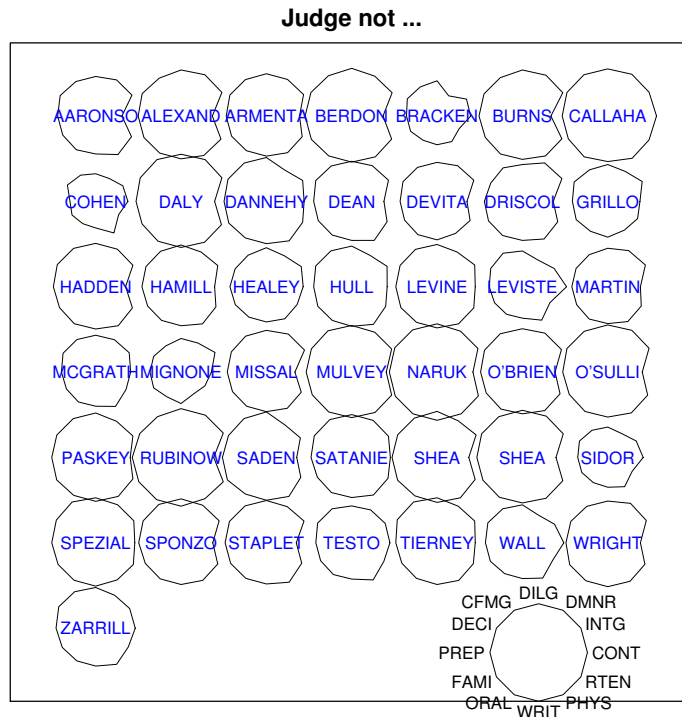 Judge not ...
AARONSO ALEXAND ARMENTA BERDON BRACKEN BURNS CALLAHA
COHEN DALY DANNEHY DEAN DEVITA DRISCOL GRILLO
HADDEN HAMILL HEALEY HULL LEVINE LEVISTE MARTIN
MCGRATH MIGNONE MISSAL MULVEY NARUK O'BRIEN O'SULLI
PASKEY RUBINOW SADEN SATANIE SHEA SHEA SIDOR
SPEZIAL SPONZO STAPLET TESTO TIERNEY WALL WRIGHT
ZARRILL
DILG
CFMG DMNR
DECI INTG
PREP CONT
FAMI RTEN
ORAL PHYS
WRIT